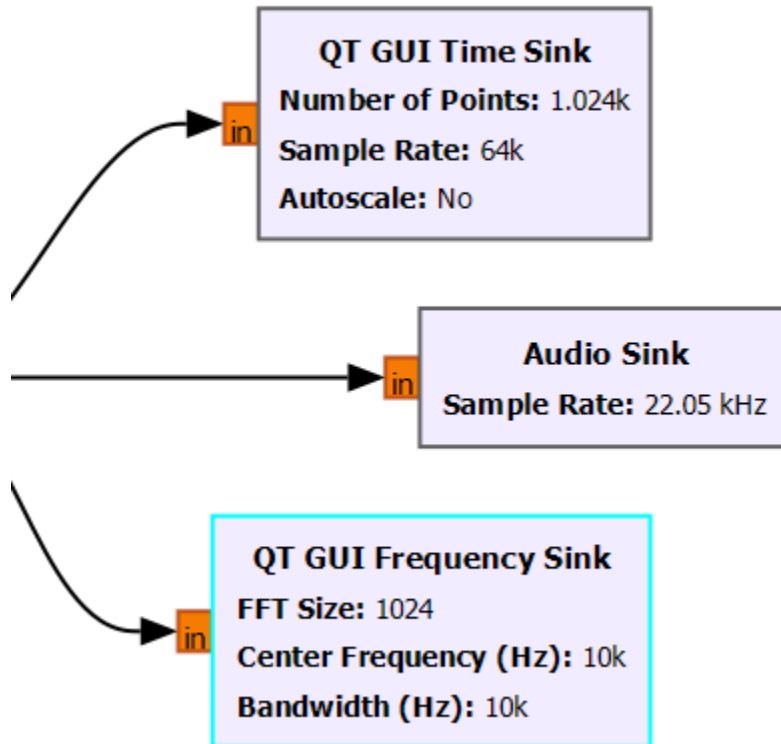 QT GUI Time Sink
in
Number of Points: 1.024k
Sample Rate: 64k
Autoscale: No
Audio Sink
in
Sample Rate: 22.05 kHz
QT GUI Frequency Sink
in
FFT Size: 1024
Center Frequency (Hz): 10k
Bandwidth (Hz): 10k